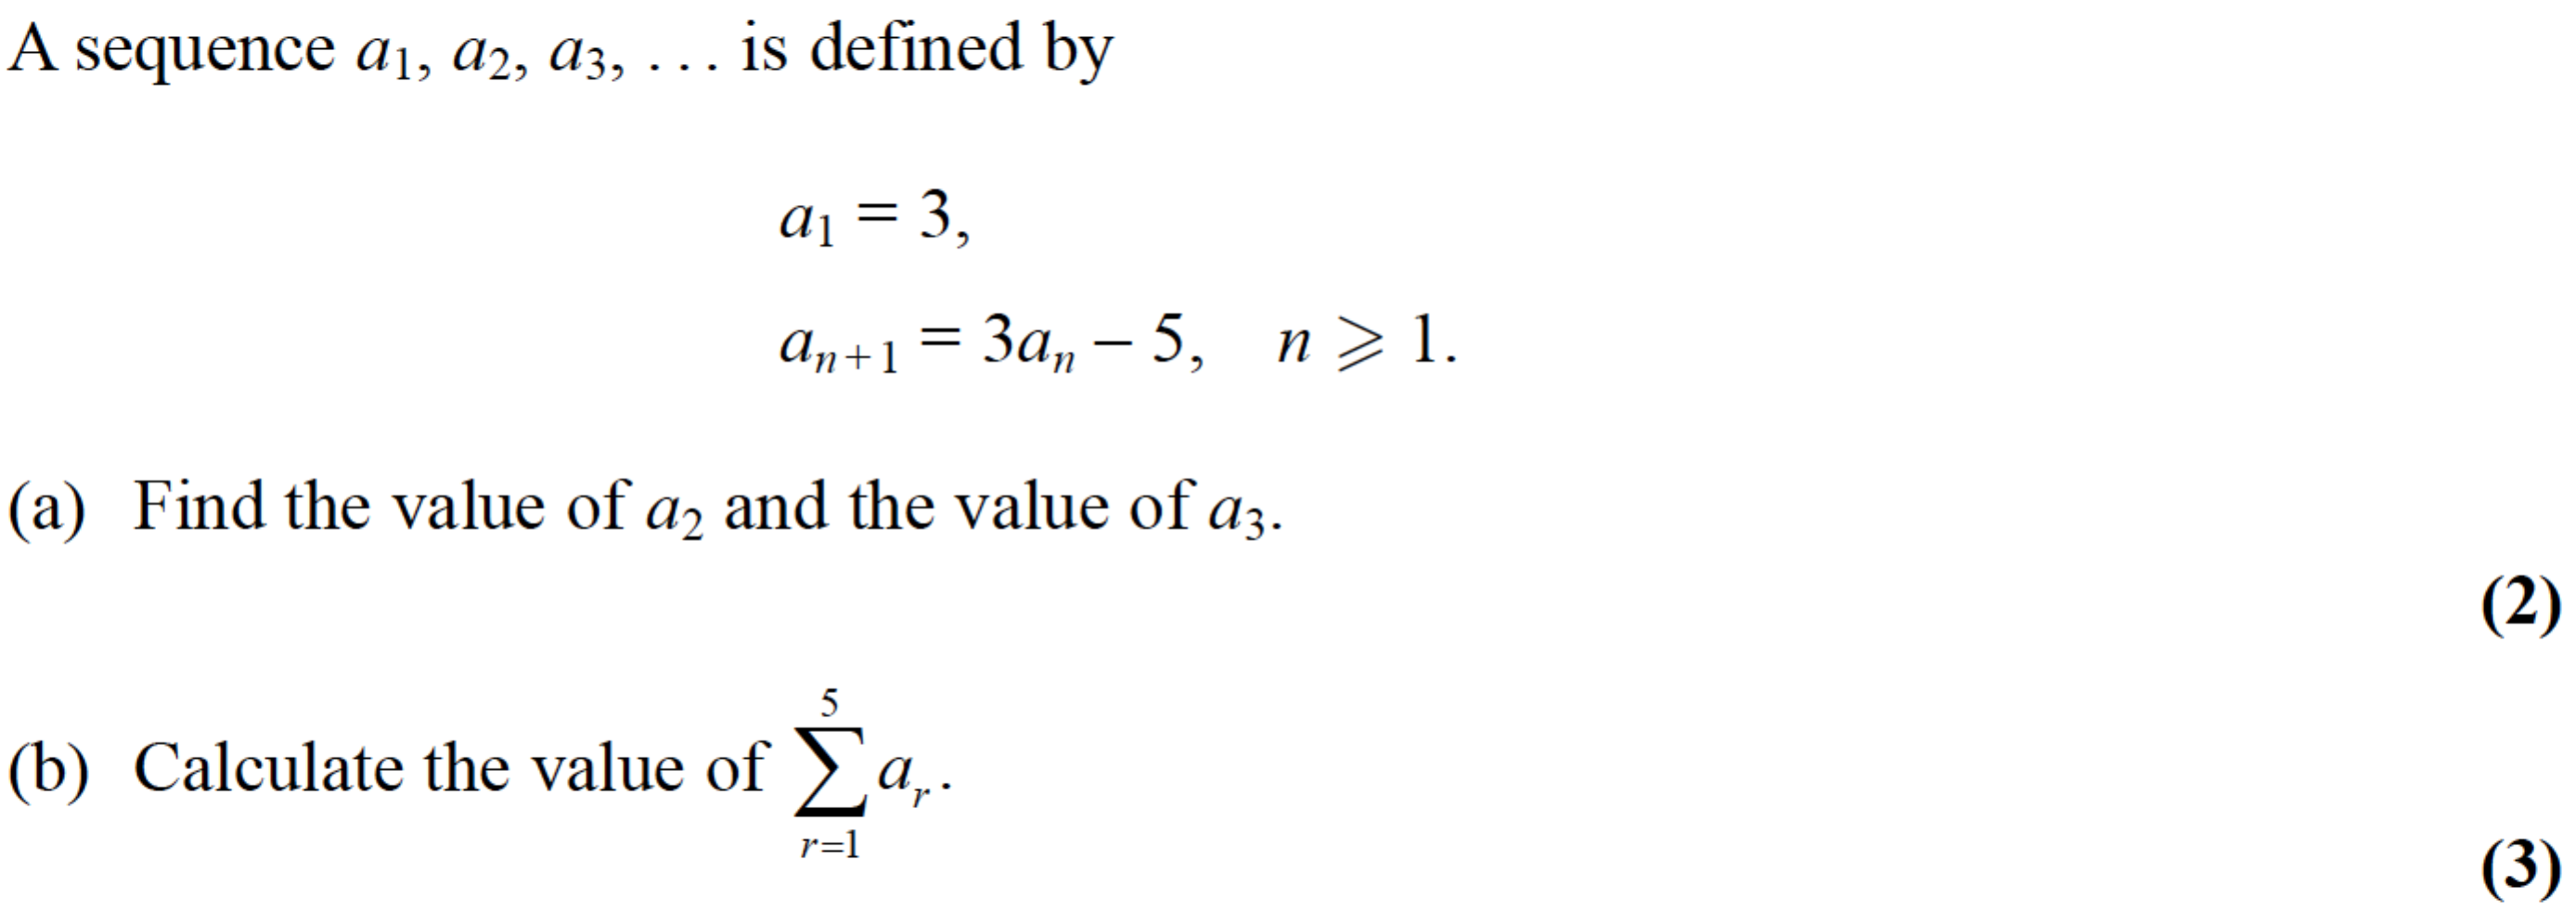 A sequence a₁, a₂, a₃, ... is defined by
a₁ = 3,
aₙ₊₁ = 3aₙ – 5, n ⩾ 1.
(a) Find the value of a₂ and the value of a₃.
(2)
(b) Calculate the value of ∑_{r=1}^{5} aᵣ.
(3)